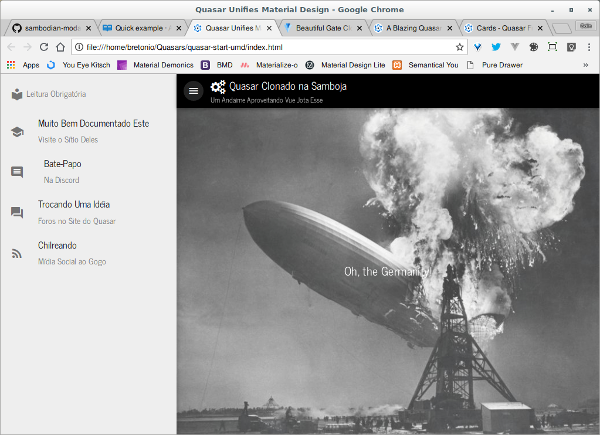 Quasar Unifies Material Design - Google Chrome
sambodian-mode
Quick example - A
Quasar Unifies M
Beautiful Gate Cl
A Blazing Quasar
Cards - Quasar F
file:///home/bretonio/Quasars/quasar-start-umd/index.html
Apps
You Eye Kitsch
Material Demonics
BMD
Materialize-o
Material Design Lite
Semantical You
Pure Drawer
Leitura Obrigatória
Quasar Clonado na Samboja
Um Andaime Aproveitando Vue Jota Esse
Muito Bem Documentado Este
Visite o Sítio Deles
Bate-Papo
Na Discord
Trocando Uma Idéia
Foros no Site do Quasar
Chilreando
Mídia Social ao Gogo
Oh, the Germanity!